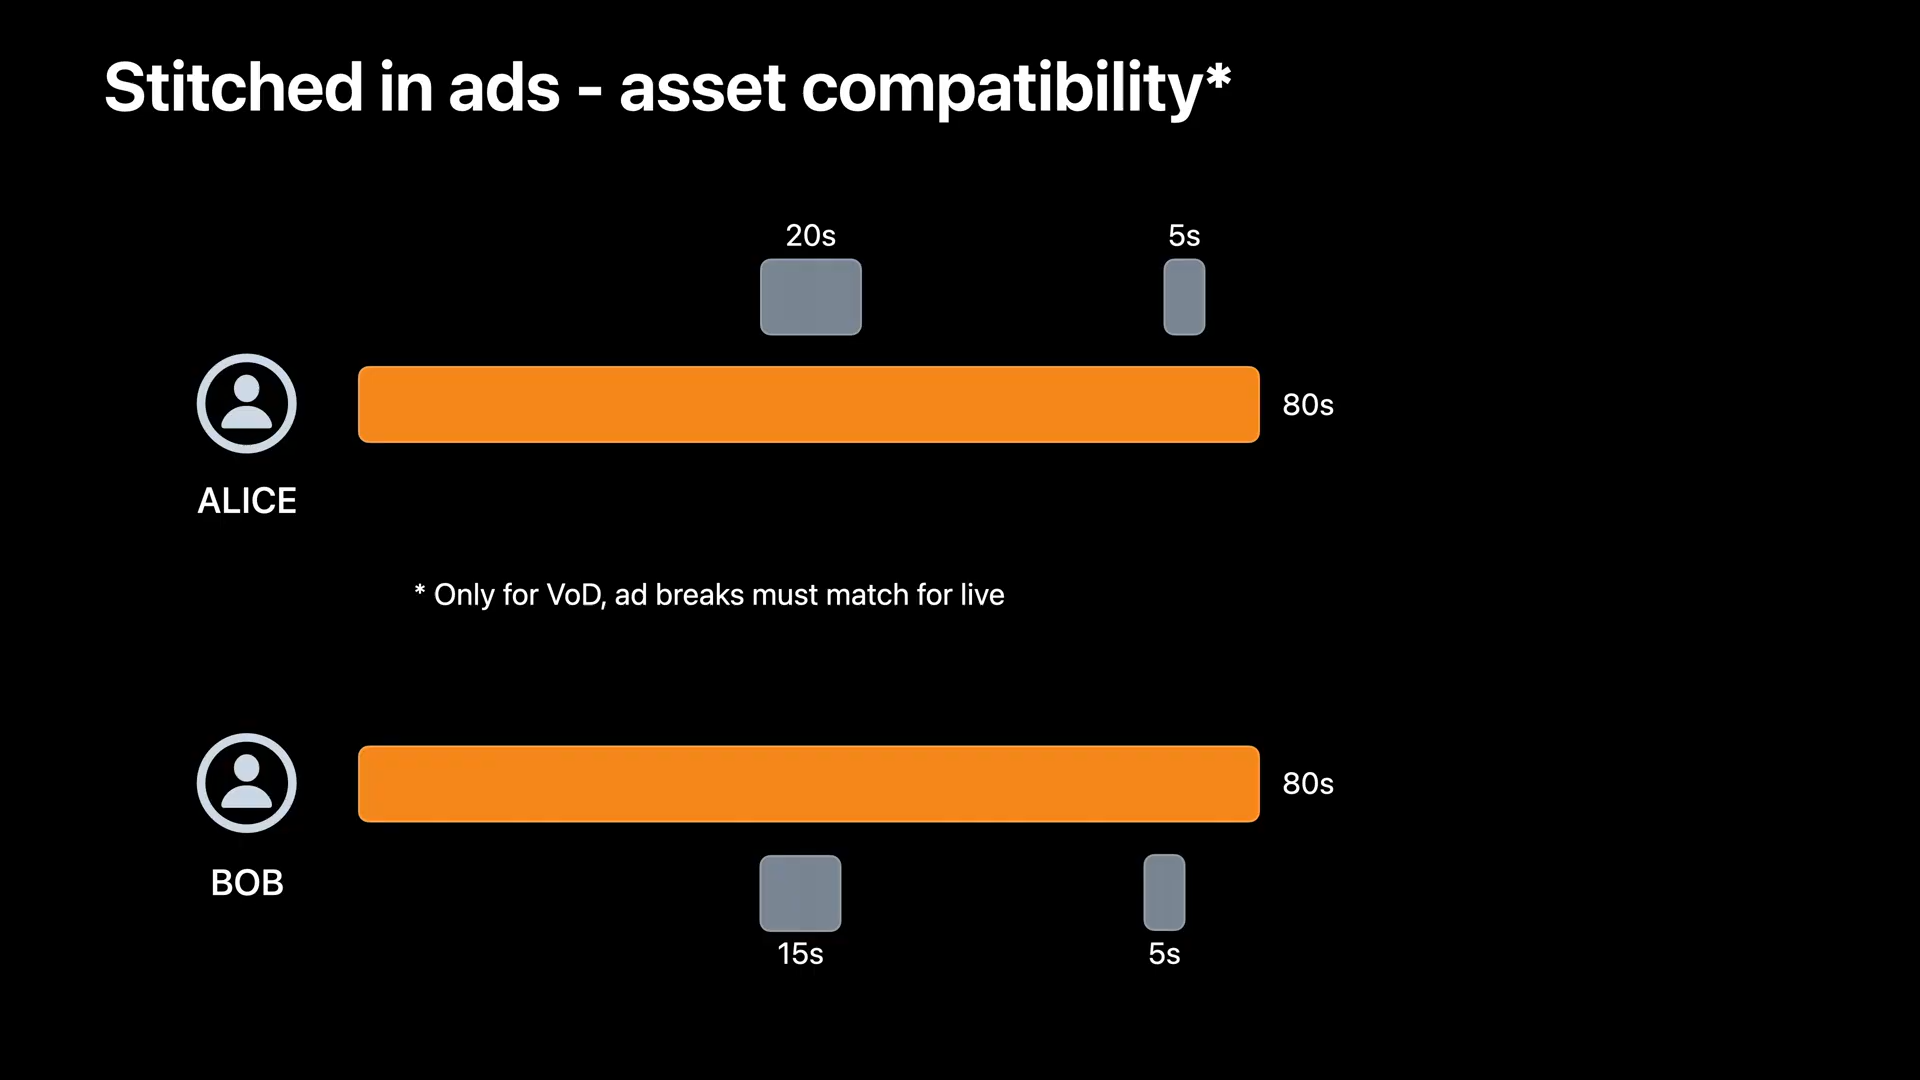 Stitched in ads - asset compatibility*
20s
5s
80s
ALICE
* Only for VoD, ad breaks must match for live
80s
BOB
15s
5s